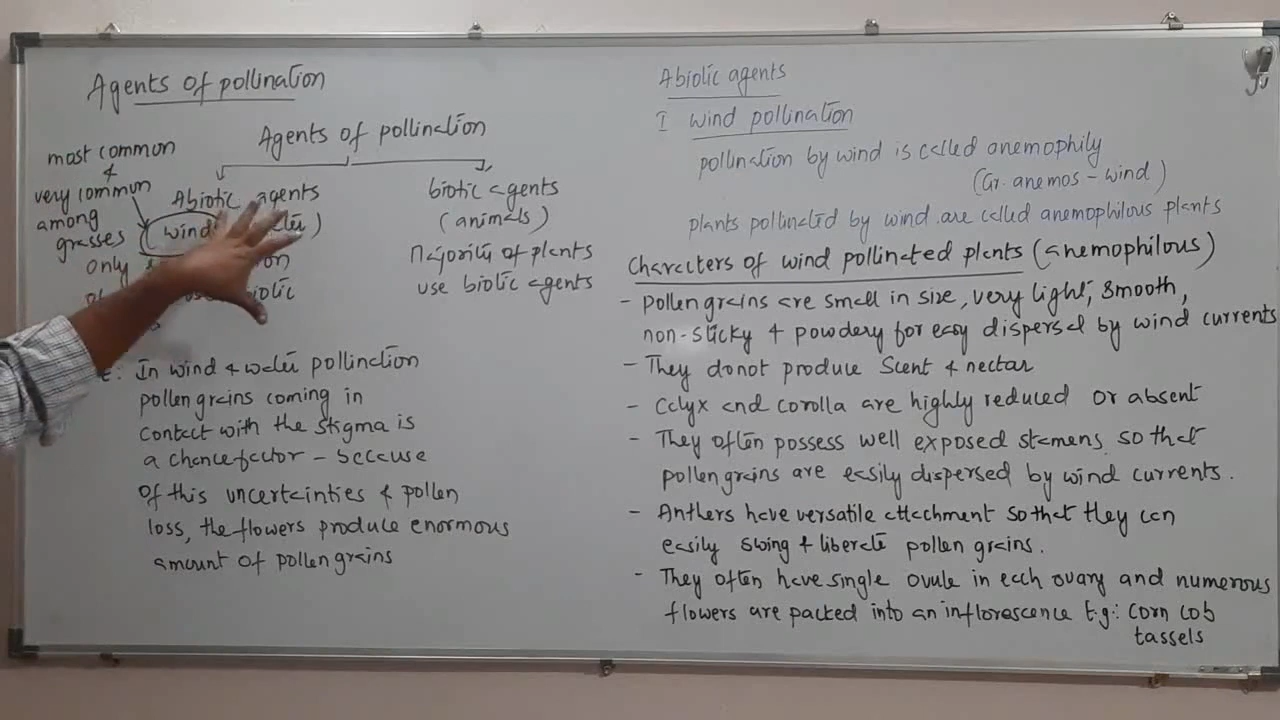 Agents of pollination
Agents of pollination
most common
&
very common
among
grasses
Abiotic agents
(wind
only
biotic
biotic agents
(animals)
Majority of plants
use biotic agents
In wind & water pollination
pollen grains coming in
contact with the stigma is
a chance factor - because
of this uncertainties & pollen
loss, the flowers produce enormous
amount of pollen grains
Abiotic agents
I wind pollination
pollination by wind is called anemophily
(Gr. anemos - wind)
plants pollinated by wind are called anemophilous plants
Characters of wind pollinated plants (anemophilous)
- pollen grains are small in size, very light, smooth,
non-sticky & powdery for easy dispersal by wind currents
- They donot produce Scent & nectar
- Calyx and corolla are highly reduced or absent
- They often possess well exposed stamens so that
pollen grains are easily dispersed by wind currents.
- Anthers have versatile attachment so that they can
easily swing & liberate pollen grains.
- They often have single ovule in each ovary and numerous
flowers are packed into an inflorescence E.g:- corn cob
tassels